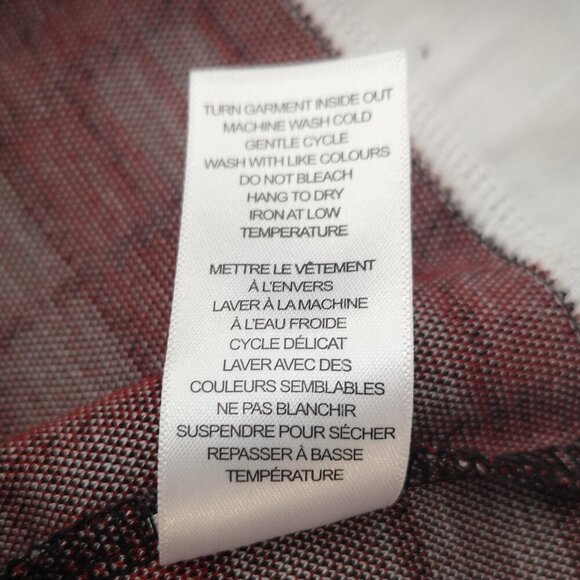 TURN GARMENT INSIDE OUT
MACHINE WASH COLD
GENTLE CYCLE
WASH WITH LIKE COLOURS
DO NOT BLEACH
HANG TO DRY
IRON AT LOW
TEMPERATURE
METTRE LE VÊTEMENT
À L'ENVERS
LAVER À LA MACHINE
À L'EAU FROIDE
CYCLE DÉLICAT
LAVER AVEC DES
COULEURS SEMBLABLES
NE PAS BLANCHIR
SUSPENDRE POUR SÉCHER
REPASSER À BASSE
TEMPÉRATURE